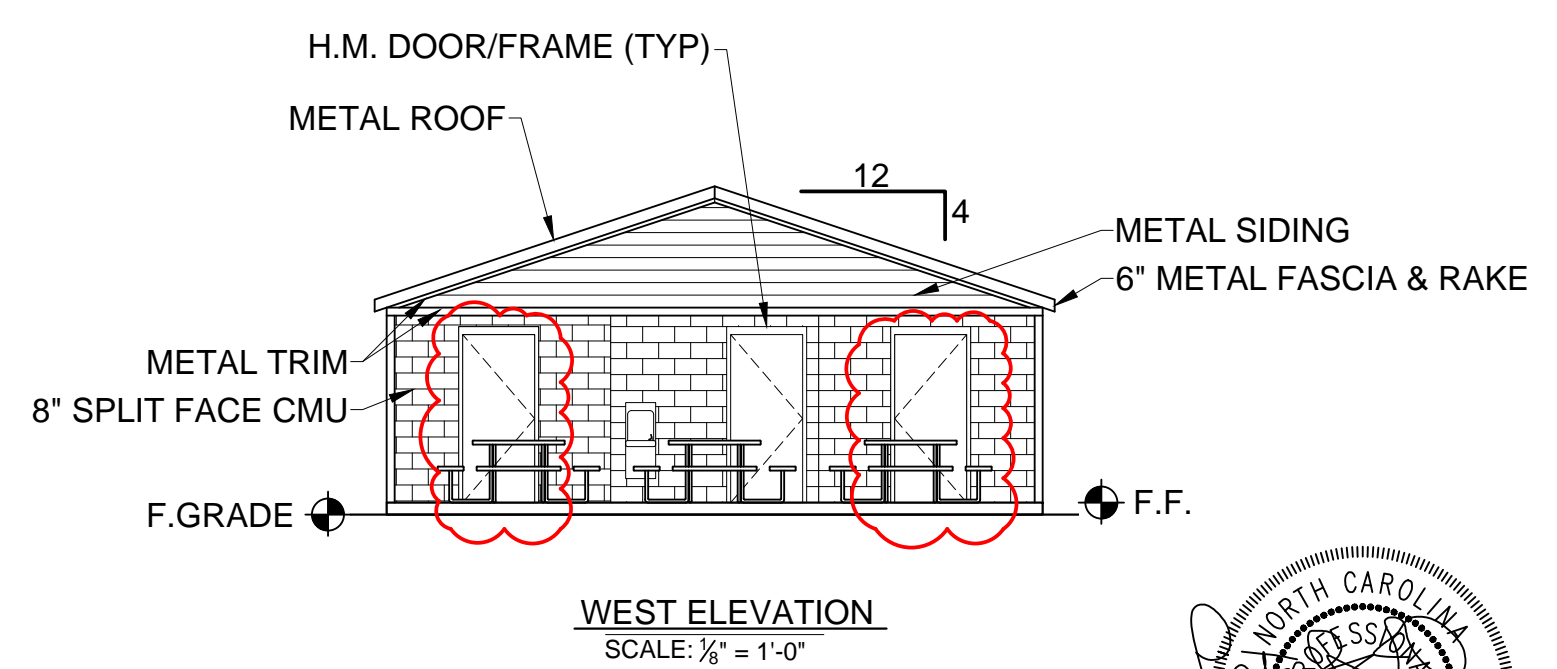 H.M. DOOR/FRAME (TYP)
METAL ROOF
12
4
METAL SIDING
6" METAL FASCIA & RAKE
METAL TRIM
8" SPLIT FACE CMU
F.GRADE
F.F.
WEST ELEVATION
SCALE: ⅛" = 1'-0"
NORTH CAROLINA